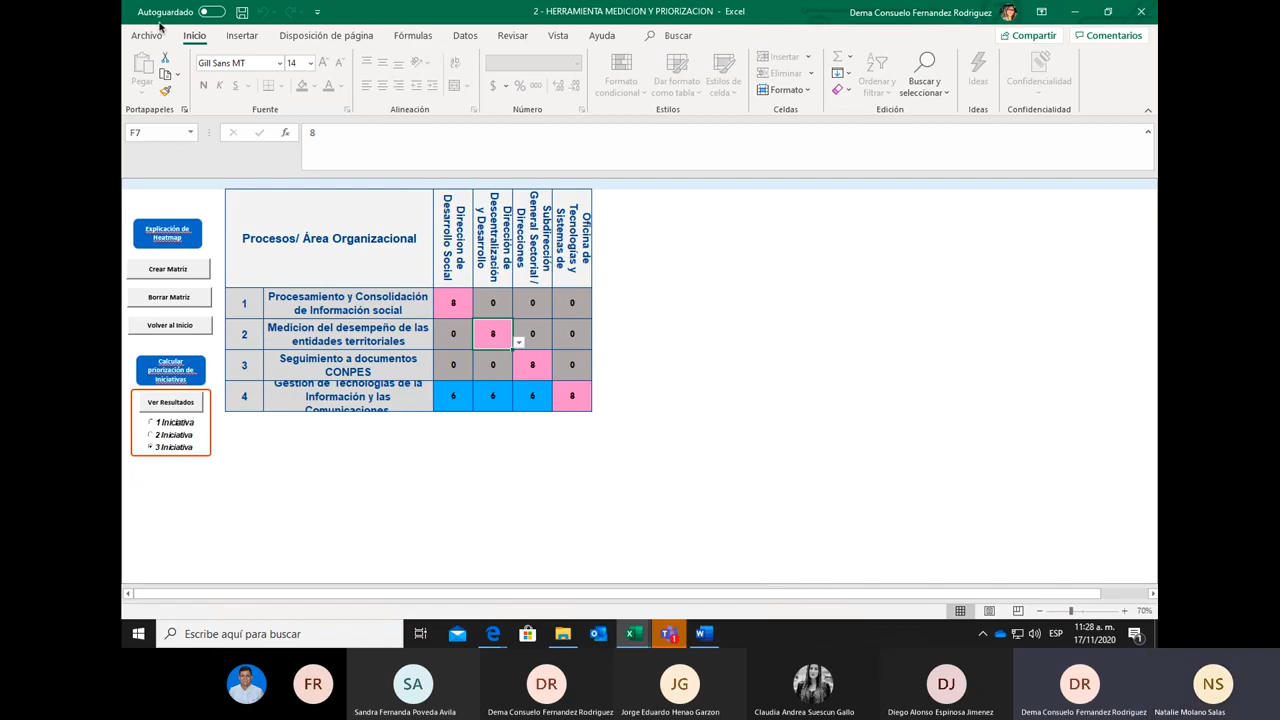 Autoguardado
2 - HERRAMIENTA MEDICION Y PRIORIZACION - Excel
Dema Consuelo Fernandez Rodriguez
Archivo Inicio Insertar Disposición de página Fórmulas Datos Revisar Vista Ayuda Buscar Compartir Comentarios
Pegar
Portapapeles
Gill Sans MT 14
N K S
Fuente
Alineación
$ % 000
Número
Formato condicional
Dar formato como tabla
Estilos de celda
Estilos
Insertar
Eliminar
Formato
Celdas
Ordenar y filtrar
Buscar y seleccionar
Edición
Ideas
Ideas
Confidencialidad
Confidencialidad
F7 fx 8
Explicación de
Heatmap
Crear Matriz
Borrar Matriz
Volver al Inicio
Calcular
priorización de
Iniciativas
Ver Resultados
1 Iniciativa
2 Iniciativa
3 Iniciativa
Procesos/ Área Organizacional
Direccion de
Desarrollo Social
Dirección de
Descentralización
y Desarrollo
Subdirección
General Sectorial /
Direcciones
Oficina de
Tecnologías y
Sistemas de
1 Procesamiento y Consolidación de Información social 8 0 0 0
2 Medicion del desempeño de las entidades territoriales 0 8 0 0
3 Seguimiento a documentos CONPES 0 0 8 0
4 Gestión de Tecnologías de la Información y las Comunicaciones 6 6 6 8
70%
Escribe aquí para buscar
ESP
11:28 a. m.
17/11/2020
FR
SA
Sandra Fernanda Poveda Avila
DR
Dema Consuelo Fernandez Rodriguez
JG
Jorge Eduardo Henao Garzon
Claudia Andrea Suescun Gallo
DJ
Diego Alonso Espinosa Jimenez
DR
Dema Consuelo Fernandez Rodriguez
NS
Natalie Molano Salas